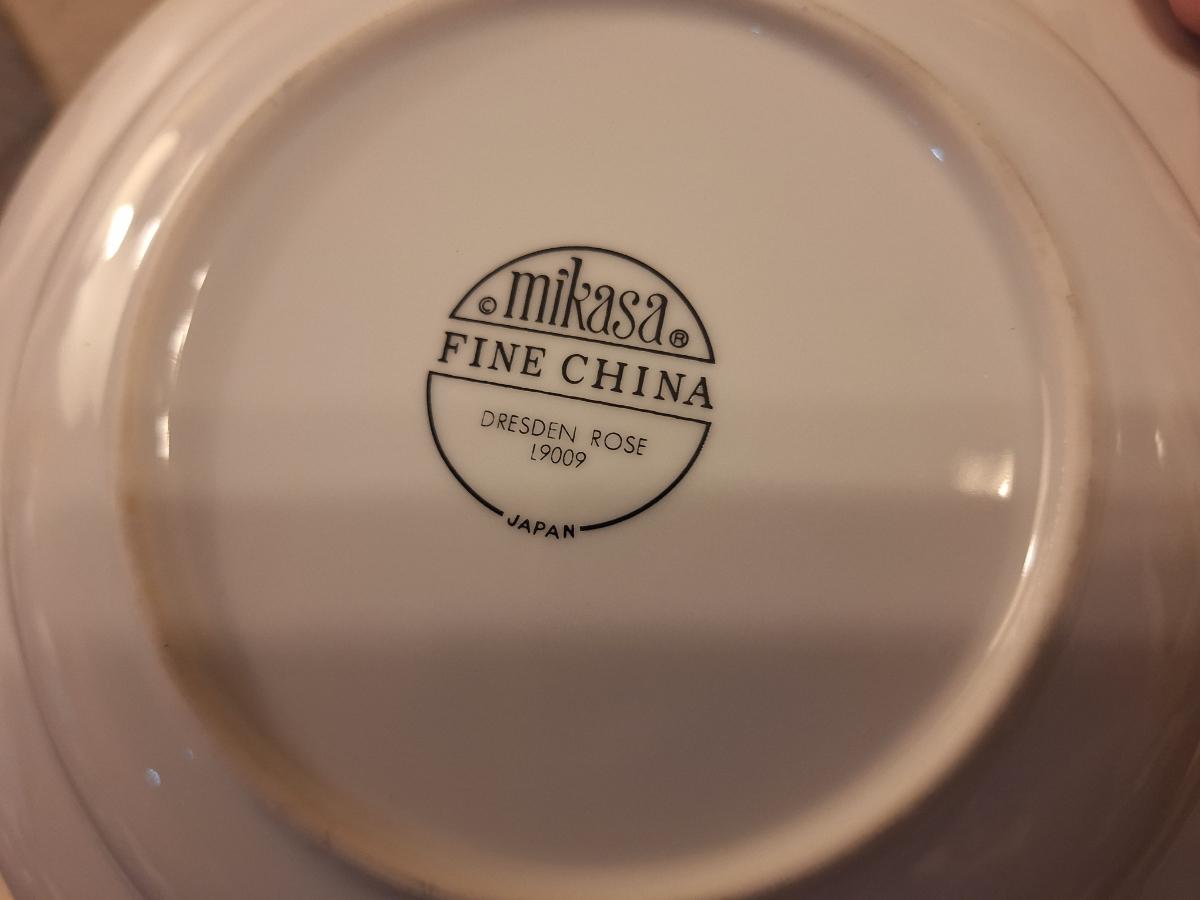 © mikasa ®
FINE CHINA
DRESDEN ROSE
L9009
JAPAN